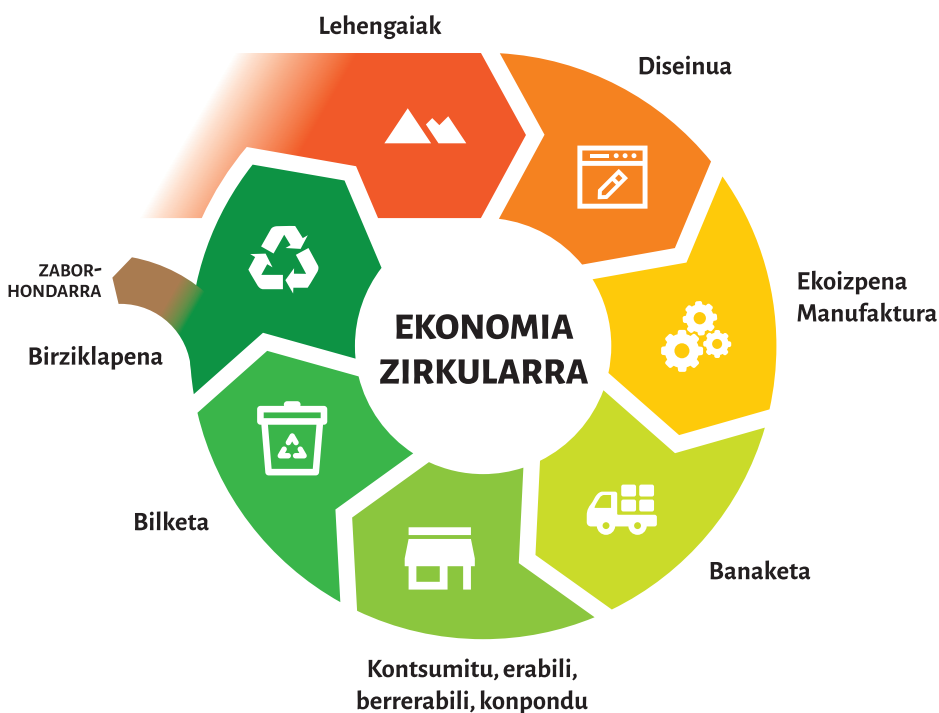 Lehengaiak
Diseinua
Ekoizpena
Manufaktura
Banaketa
Kontsumitu, erabili,
berrerabili, konpondu
Bilketa
Birziklapena
ZABOR-
HONDARRA
EKONOMIA
ZIRKULARRA